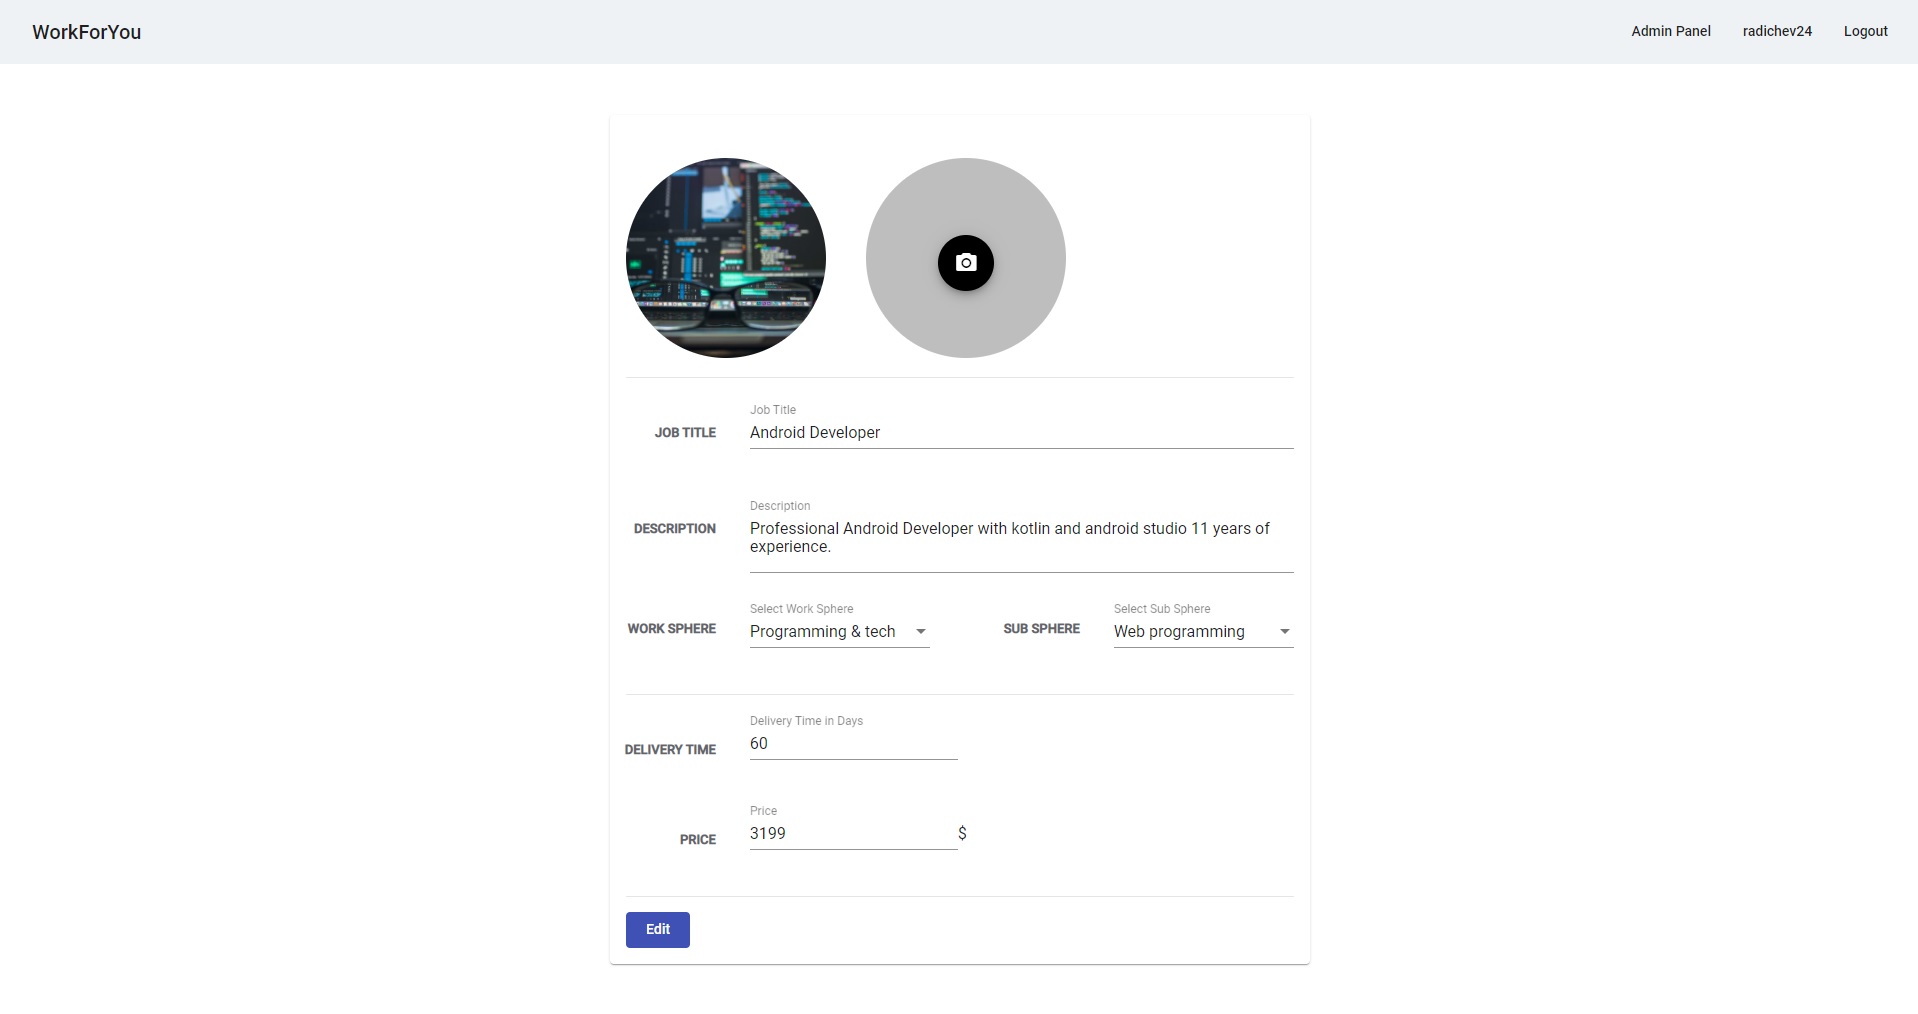 WorkForYou
Admin Panel
radichev24
Logout
Job Title
JOB TITLE
Android Developer
Description
DESCRIPTION
Professional Android Developer with kotlin and android studio 11 years of
experience.
Select Work Sphere
WORK SPHERE
Programming & tech
Select Sub Sphere
SUB SPHERE
Web programming
Delivery Time in Days
DELIVERY TIME
60
Price
PRICE
3199
$
Edit